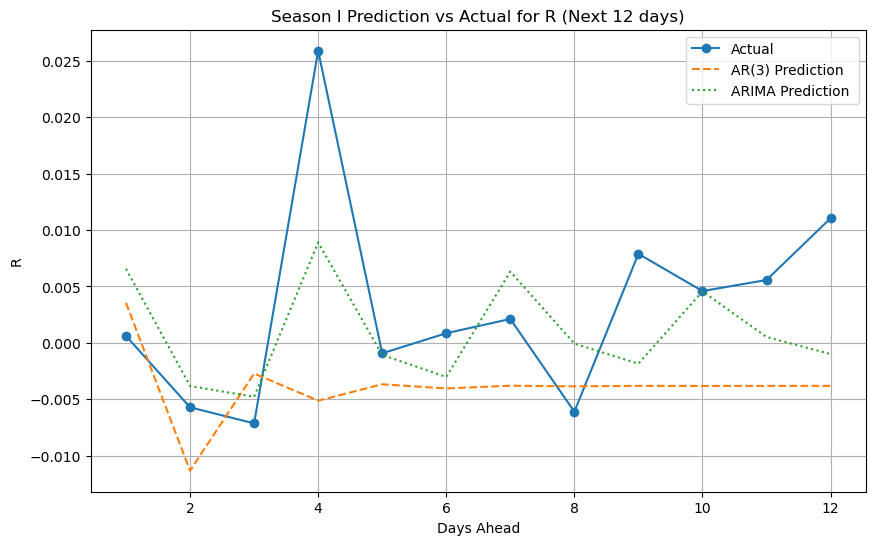 Season I Prediction vs Actual for R (Next 12 days)
Actual
AR(3) Prediction
ARIMA Prediction
0.025
0.020
0.015
0.010
0.005
0.000
−0.005
−0.010
R
2
4
6
8
10
12
Days Ahead